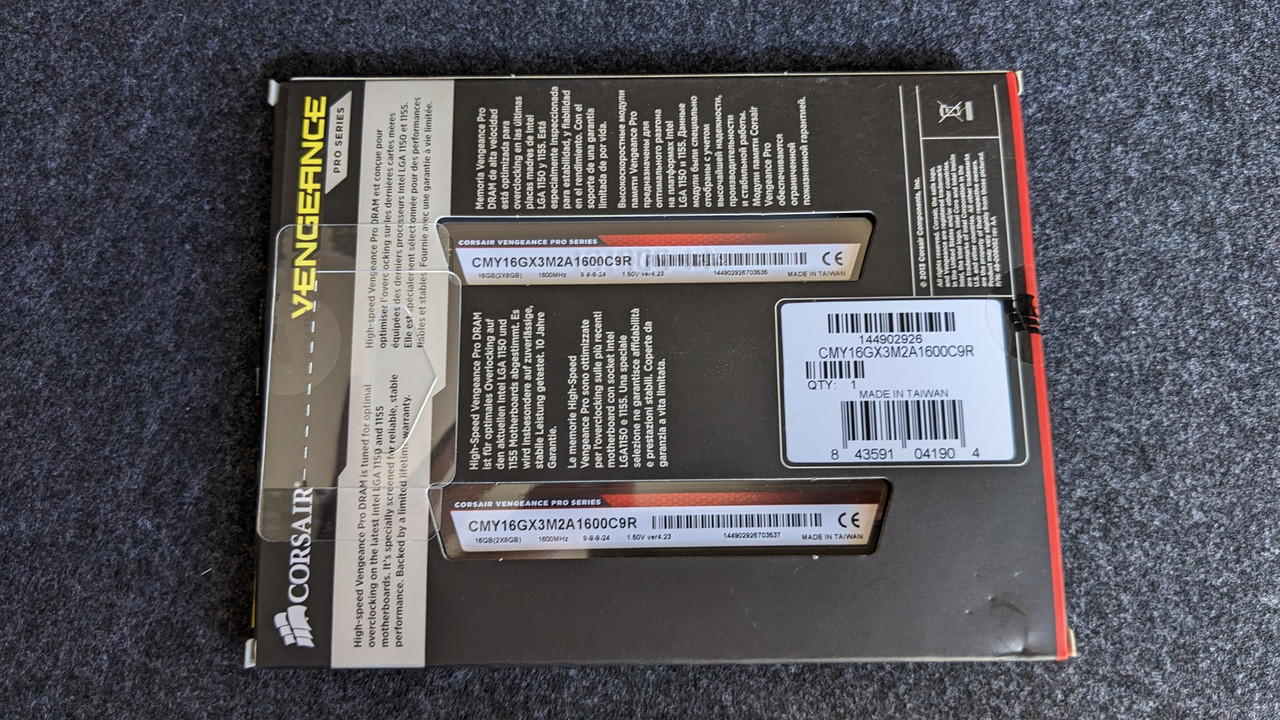 CORSAIR
VENGEANCE
PRO SERIES
High-speed Vengeance Pro DRAM is tuned for optimal
overclocking on the latest Intel LGA 1150 and 1155
motherboards. It's specially screened for reliable, stable
performance. Backed by a limited lifetime warranty.
High-speed Vengeance Pro DRAM est conçue pour
optimiser l'overclocking sur les dernières cartes mères
équipées des derniers processeurs Intel LGA 1150 et 1155.
Elle est spécialement sélectionnée pour des performances
fiables et stables. Fournie avec une garantie à vie limitée.
High-Speed Vengeance Pro DRAM
ist für optimales Overlocking auf
den aktuellen Intel LGA 1150 und
1155 Motherboards abgestimmt. Es
wird insbesondere auf zuverlässige,
stabile Leistung getestet. 10 Jahre
Garantie.
Le memorie High-Speed
Vengeance Pro sono ottimizzate
per l'overclocking sulle più recenti
motherboard con socket Intel
LGA1150 e 1155. Una speciale
selezione ne garantisce affidabilità
e prestazioni stabili. Coperte da
garanzia a vita limitata.
Memoria Vengeance Pro
DRAM de alta velocidad
está optimizada para
overclocking en las últimas
placas madres de Intel
LGA 1150 y 1155. Está
especialmente inspeccionada
para estabilidad, y fiabilidad
en el rendimiento. Con el
soporte de una garantía
limitada de por vida.
Высокоскоростные модули
памяти Vengeance Pro
предназначены для
оптимального разгона
на платформах Intel
LGA 1150 и 1155. Данные
модули были специально
отобраны с учетом
высочайшей надежности,
производительности
и стабильной работы.
Модули памяти Corsair
Vengeance Pro
обеспечиваются
ограниченной
пожизненной гарантией.
CORSAIR VENGEANCE PRO SERIES
CMY16GX3M2A1600C9R
16GB(2X8GB) 1600MHz 9-9-9-24 1.50V ver4.23 144902926703636 MADE IN TAIWAN
CORSAIR VENGEANCE PRO SERIES
CMY16GX3M2A1600C9R
16GB(2X8GB) 1600MHz 9-9-9-24 1.50V ver4.23 144902926703637 MADE IN TAIWAN
© 2013 Corsair Components, Inc.
144902926
CMY16GX3M2A1600C9R
QTY: 1
MADE IN TAIWAN
8 43591 04190 4